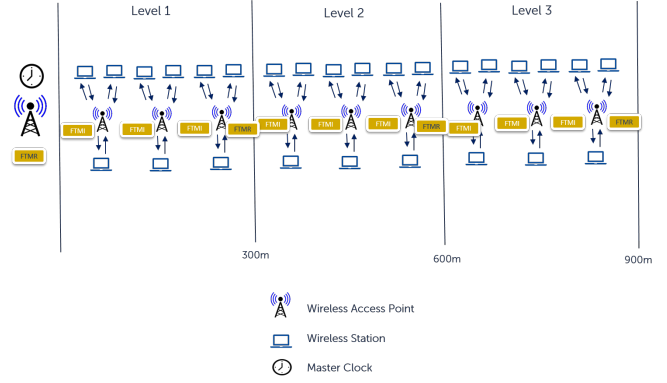 Level 1
Level 2
Level 3
FTMR
FTMI
FTMI
FTMI
FTMR
FTMI
FTMI
FTMI
FTMR
FTMI
FTMI
FTMI
FTMR
300m
600m
900m
Wireless Access Point
Wireless Station
Master Clock